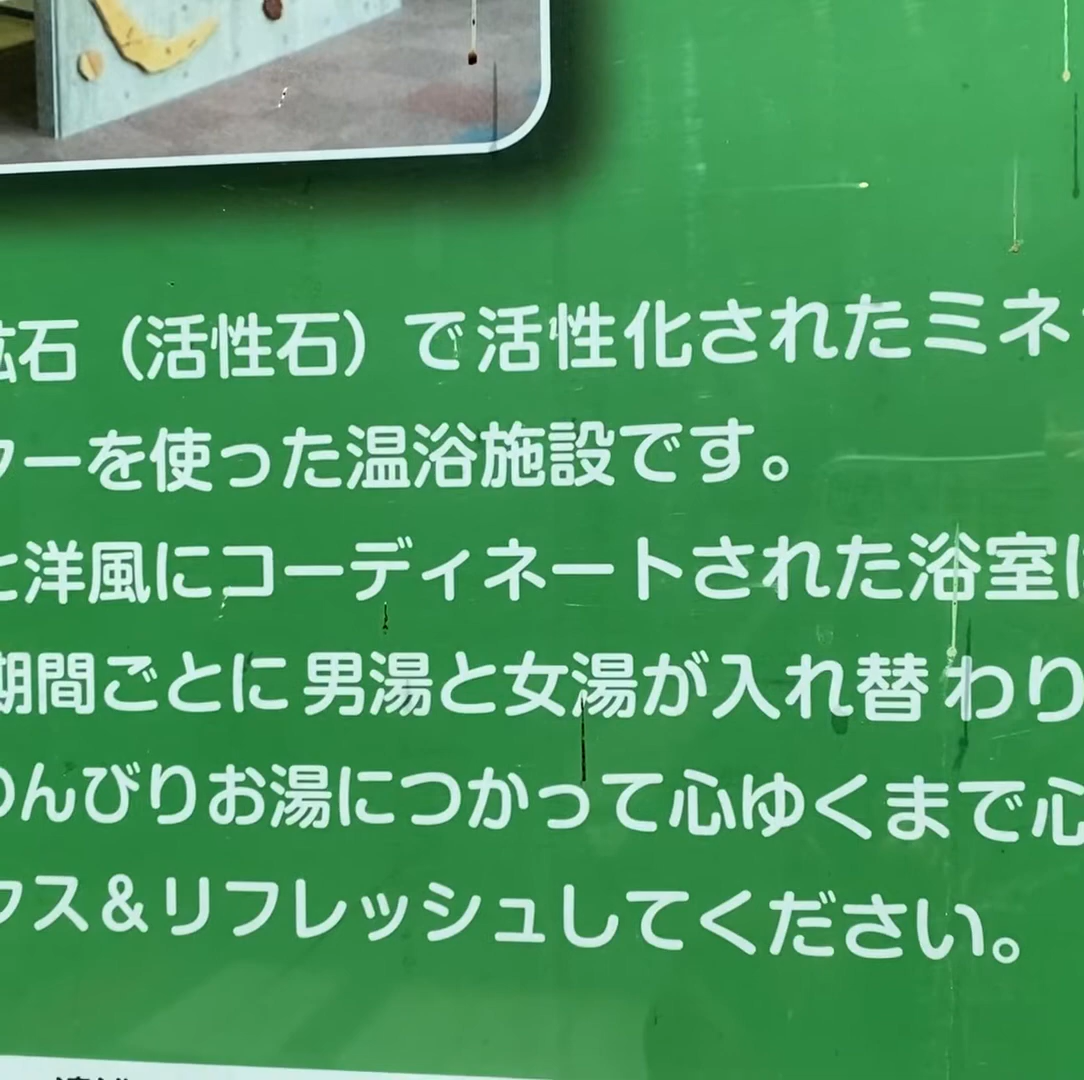 石（活性石）で活性化されたミネ
ーを使った温浴施設です。
洋風にコーディネートされた浴室
期間ごとに男湯と女湯が入れ替わり
んびりお湯につかって心ゆくまで心
クス＆リフレッシュしてください。